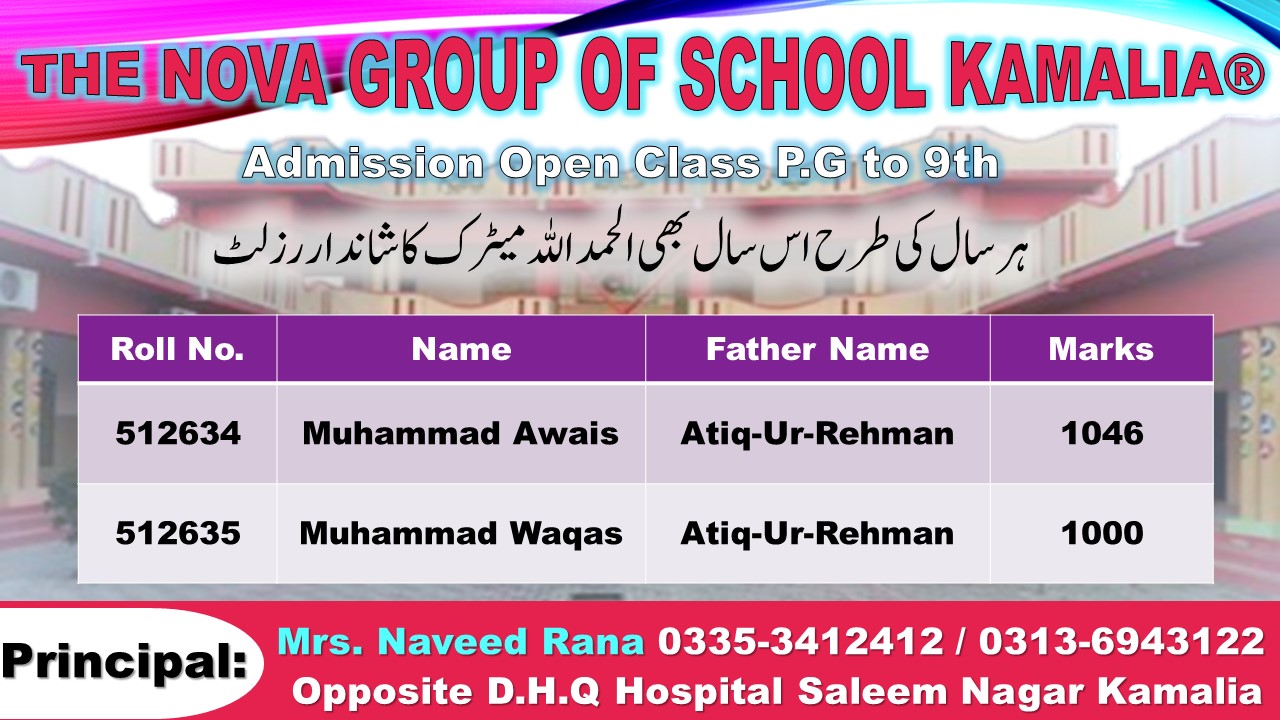 THE NOVA GROUP OF SCHOOL KAMALIA®
Admission Open Class P.G to 9th
ہر سال کی طرح اس سال بھی الحمد اللہ میٹرک کا شاندار رزلٹ
Roll No. Name Father Name Marks
512634 Muhammad Awais Atiq-Ur-Rehman 1046
512635 Muhammad Waqas Atiq-Ur-Rehman 1000
Principal: Mrs. Naveed Rana 0335-3412412 / 0313-6943122
Opposite D.H.Q Hospital Saleem Nagar Kamalia